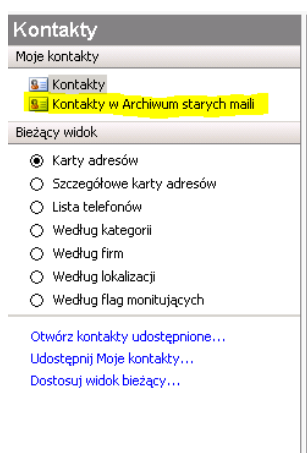 Kontakty
Moje kontakty
Kontakty
Kontakty w Archiwum starych maili
Bieżący widok
Karty adresów
Szczegółowe karty adresów
Lista telefonów
Według kategorii
Według firm
Według lokalizacji
Według flag monitujących
Otwórz kontakty udostępnione...
Udostępnij Moje kontakty...
Dostosuj widok bieżący...